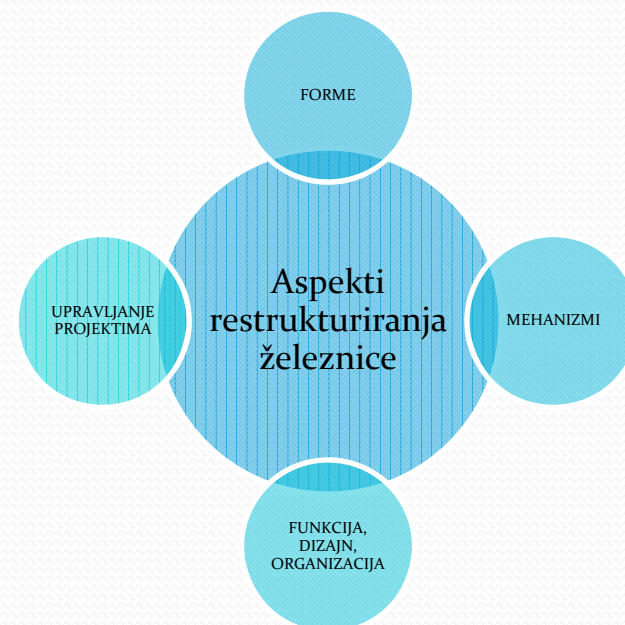 FORME
UPRAVLJANJE
PROJEKTIMA
Aspekti
restrukturiranja
železnice
MEHANIZMI
FUNKCIJA,
DIZAJN,
ORGANIZACIJA